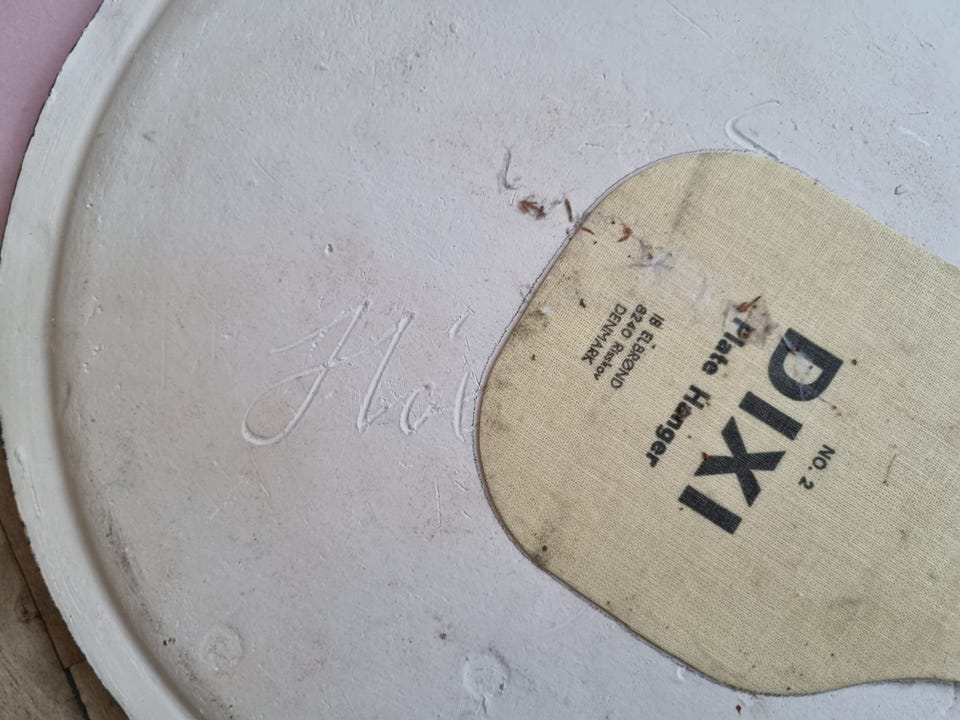 NO. 2
DIXI
Plate Hanger
IB ELBRØND
8240 Risskov
DENMARK